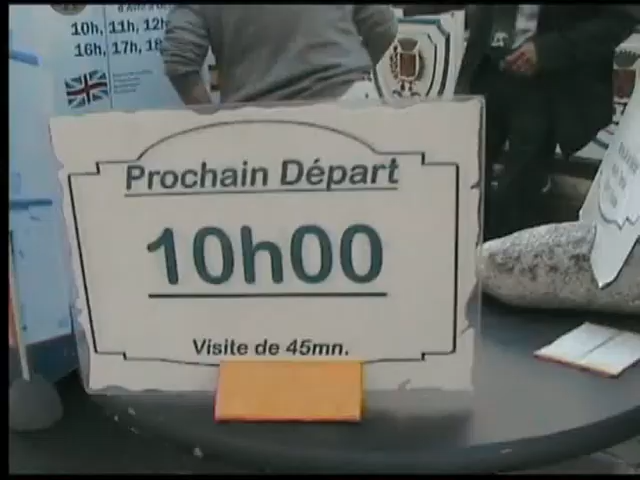 10h, 11h, 12h
16h, 17h, 18
Prochain Départ
10h00
Visite de 45mn.